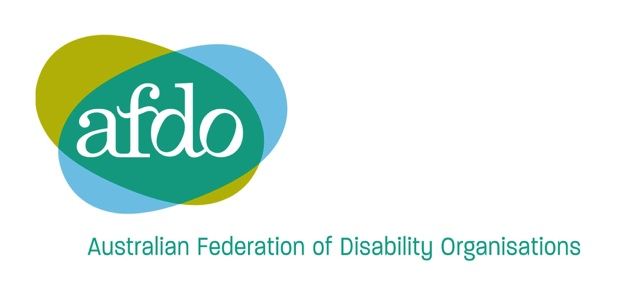 afdo
Australian Federation of Disability Organisations